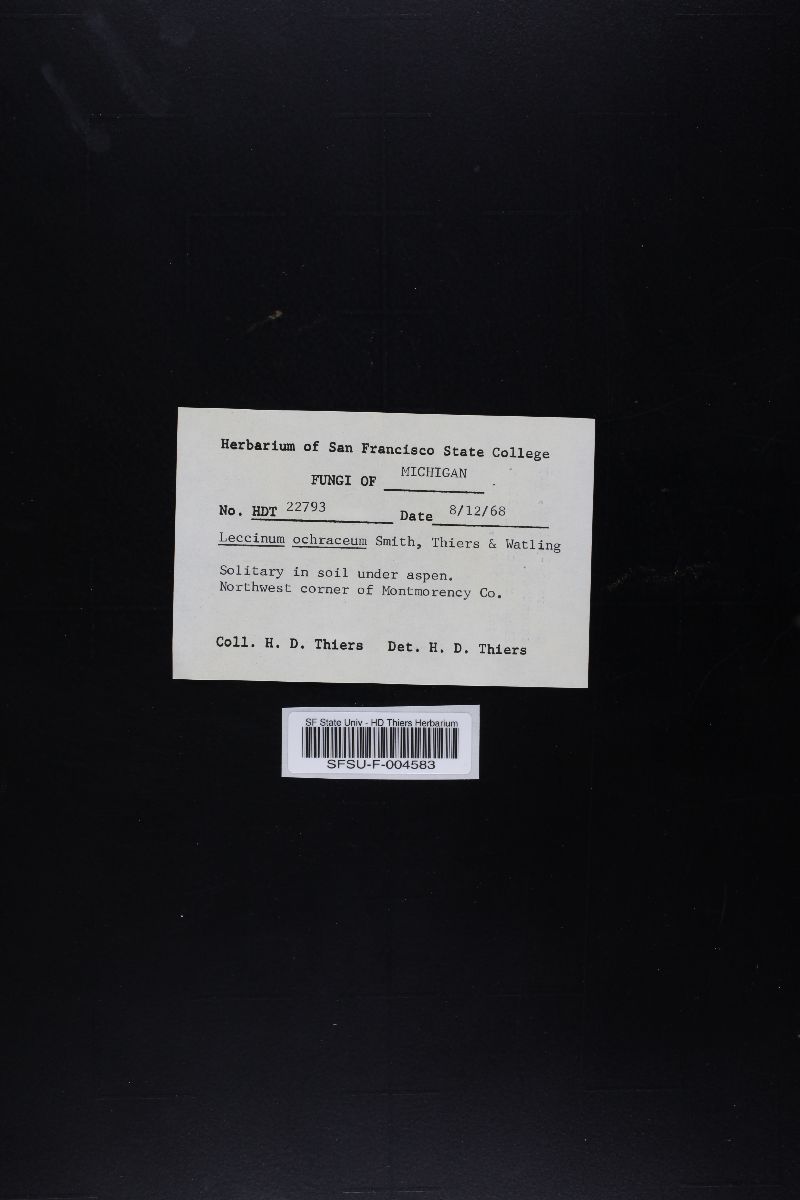 Herbarium of San Francisco State College
FUNGI OF MICHIGAN
No. HDT 22793 Date 8/12/68
Leccinum ochraceum Smith, Thiers & Watling
Solitary in soil under aspen.
Northwest corner of Montmorency Co.
Coll. H. D. Thiers Det. H. D. Thiers
SF State Univ - HD Thiers Herbarium
SFSU-F-004583